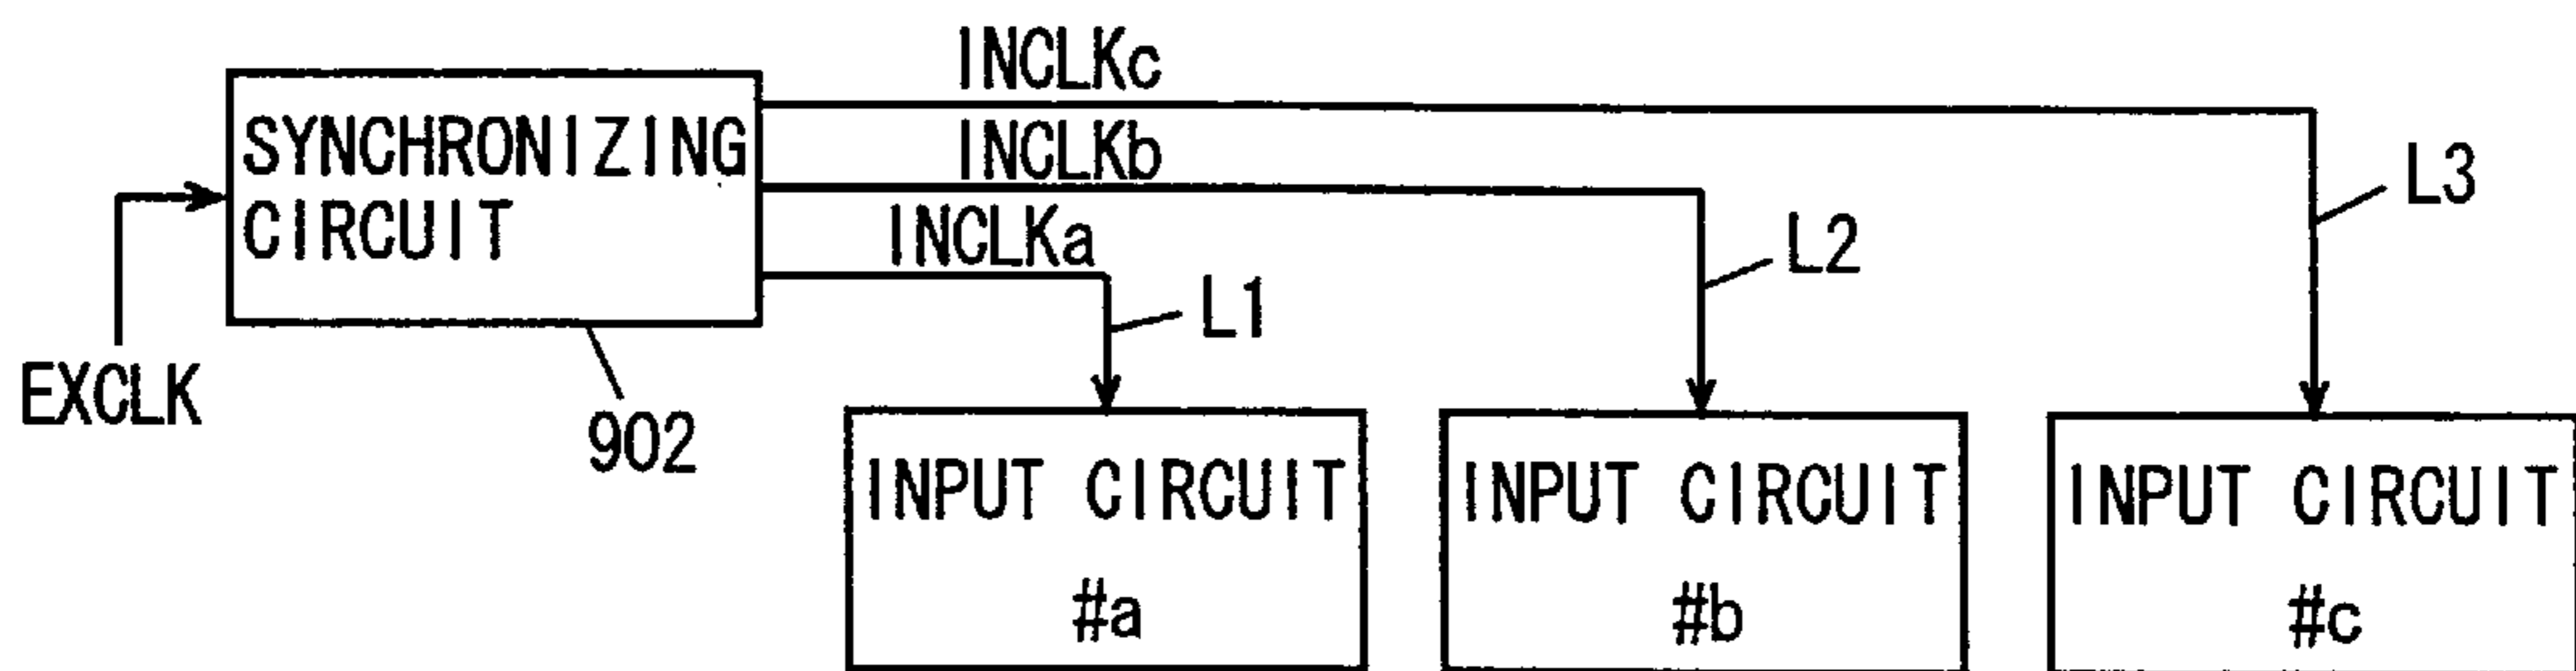 INCLKc
SYNCHRONIZING
CIRCUIT
INCLKb
L3
INCLKa
L2
L1
EXCLK
902
INPUT CIRCUIT
#a
INPUT CIRCUIT
#b
INPUT CIRCUIT
#c